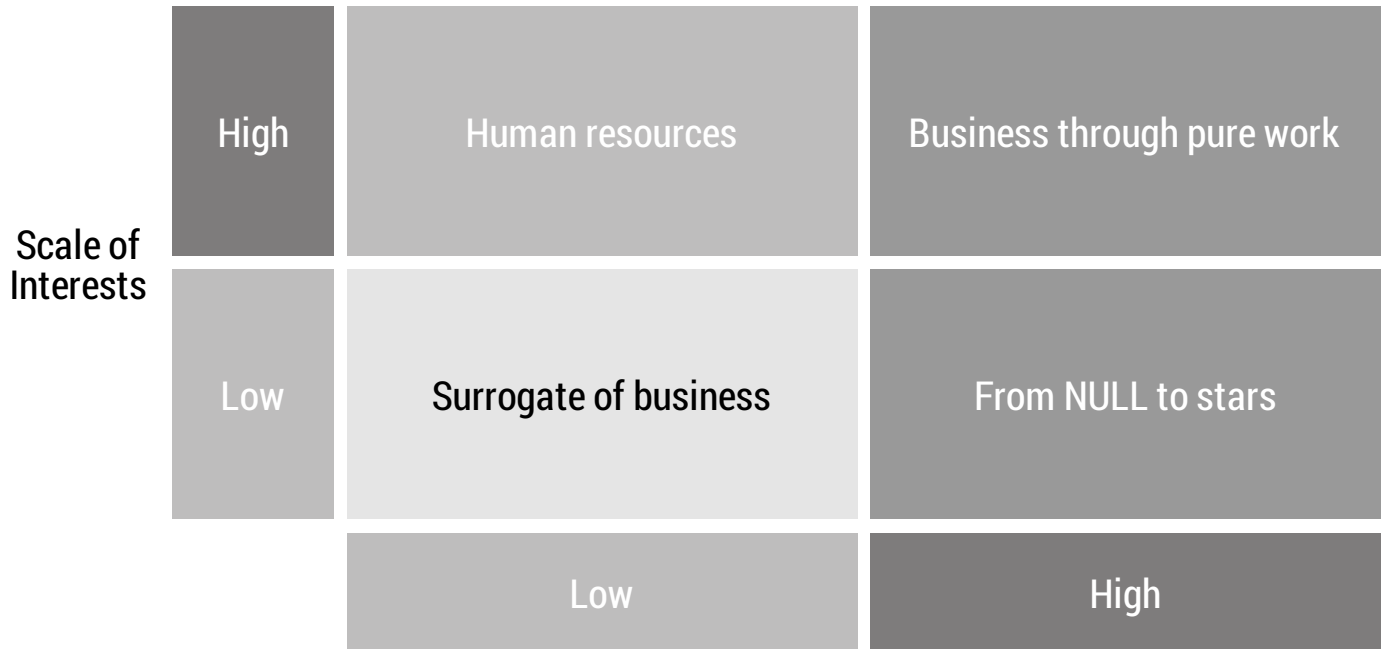 High
Human resources
Business through pure work
Scale of
Interests
Low
Surrogate of business
From NULL to stars
Low
High